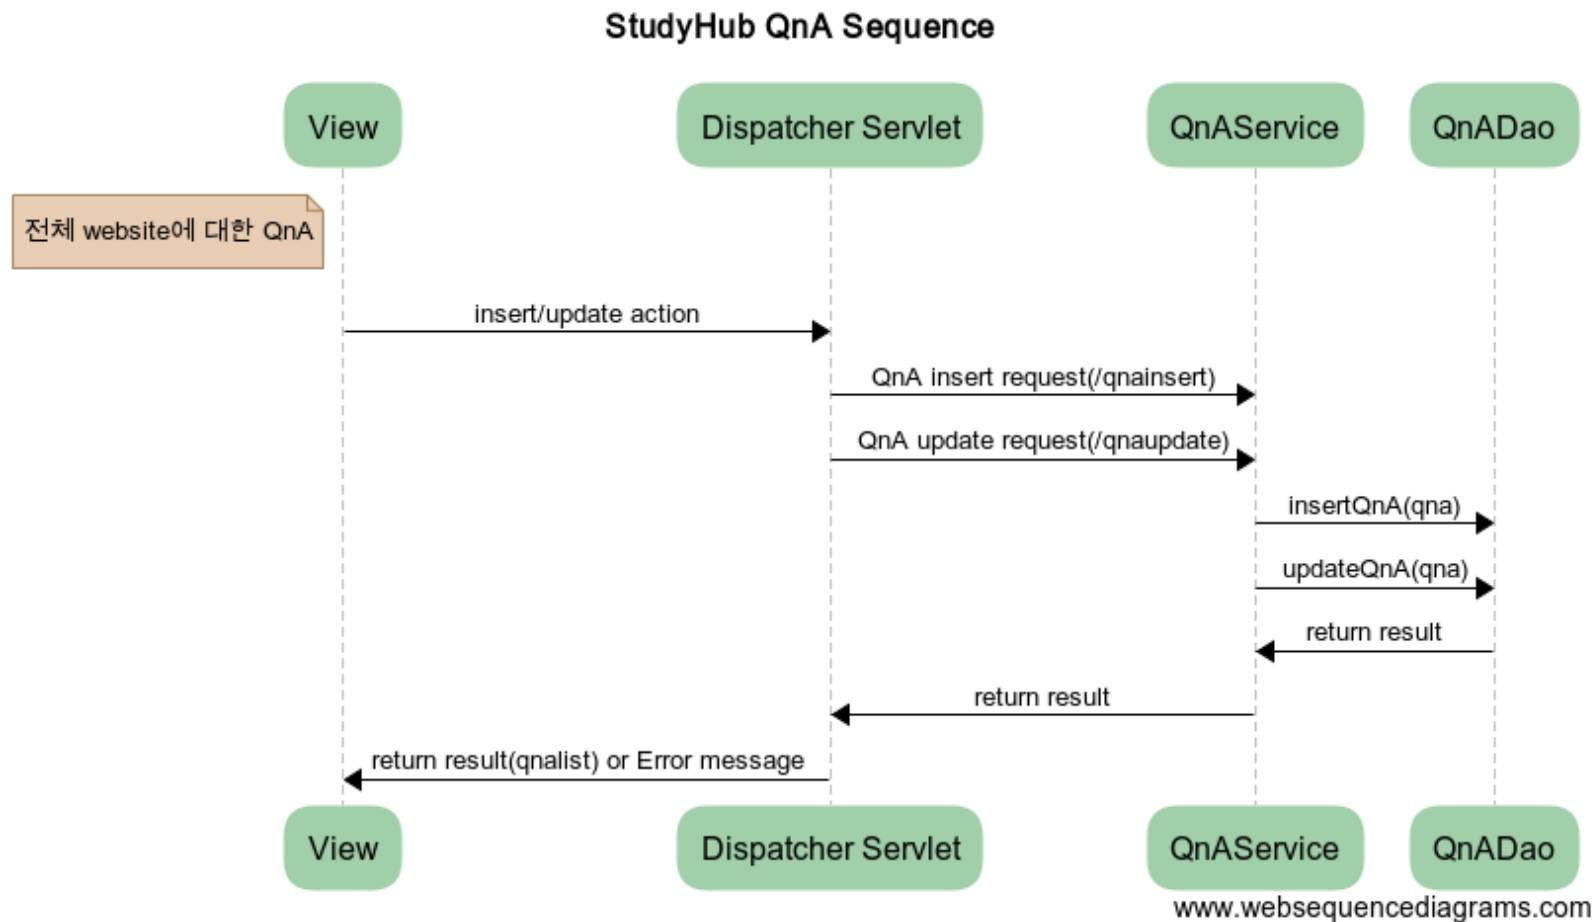 StudyHub QnA Sequence
View
Dispatcher Servlet
QnAService
QnADao
전체 website에 대한 QnA
insert/update action
QnA insert request(/qnainsert)
QnA update request(/qnaupdate)
insertQnA(qna)
updateQnA(qna)
return result
return result
return result(qnalist) or Error message
View
Dispatcher Servlet
QnAService
QnADao
www.websequencediagrams.com